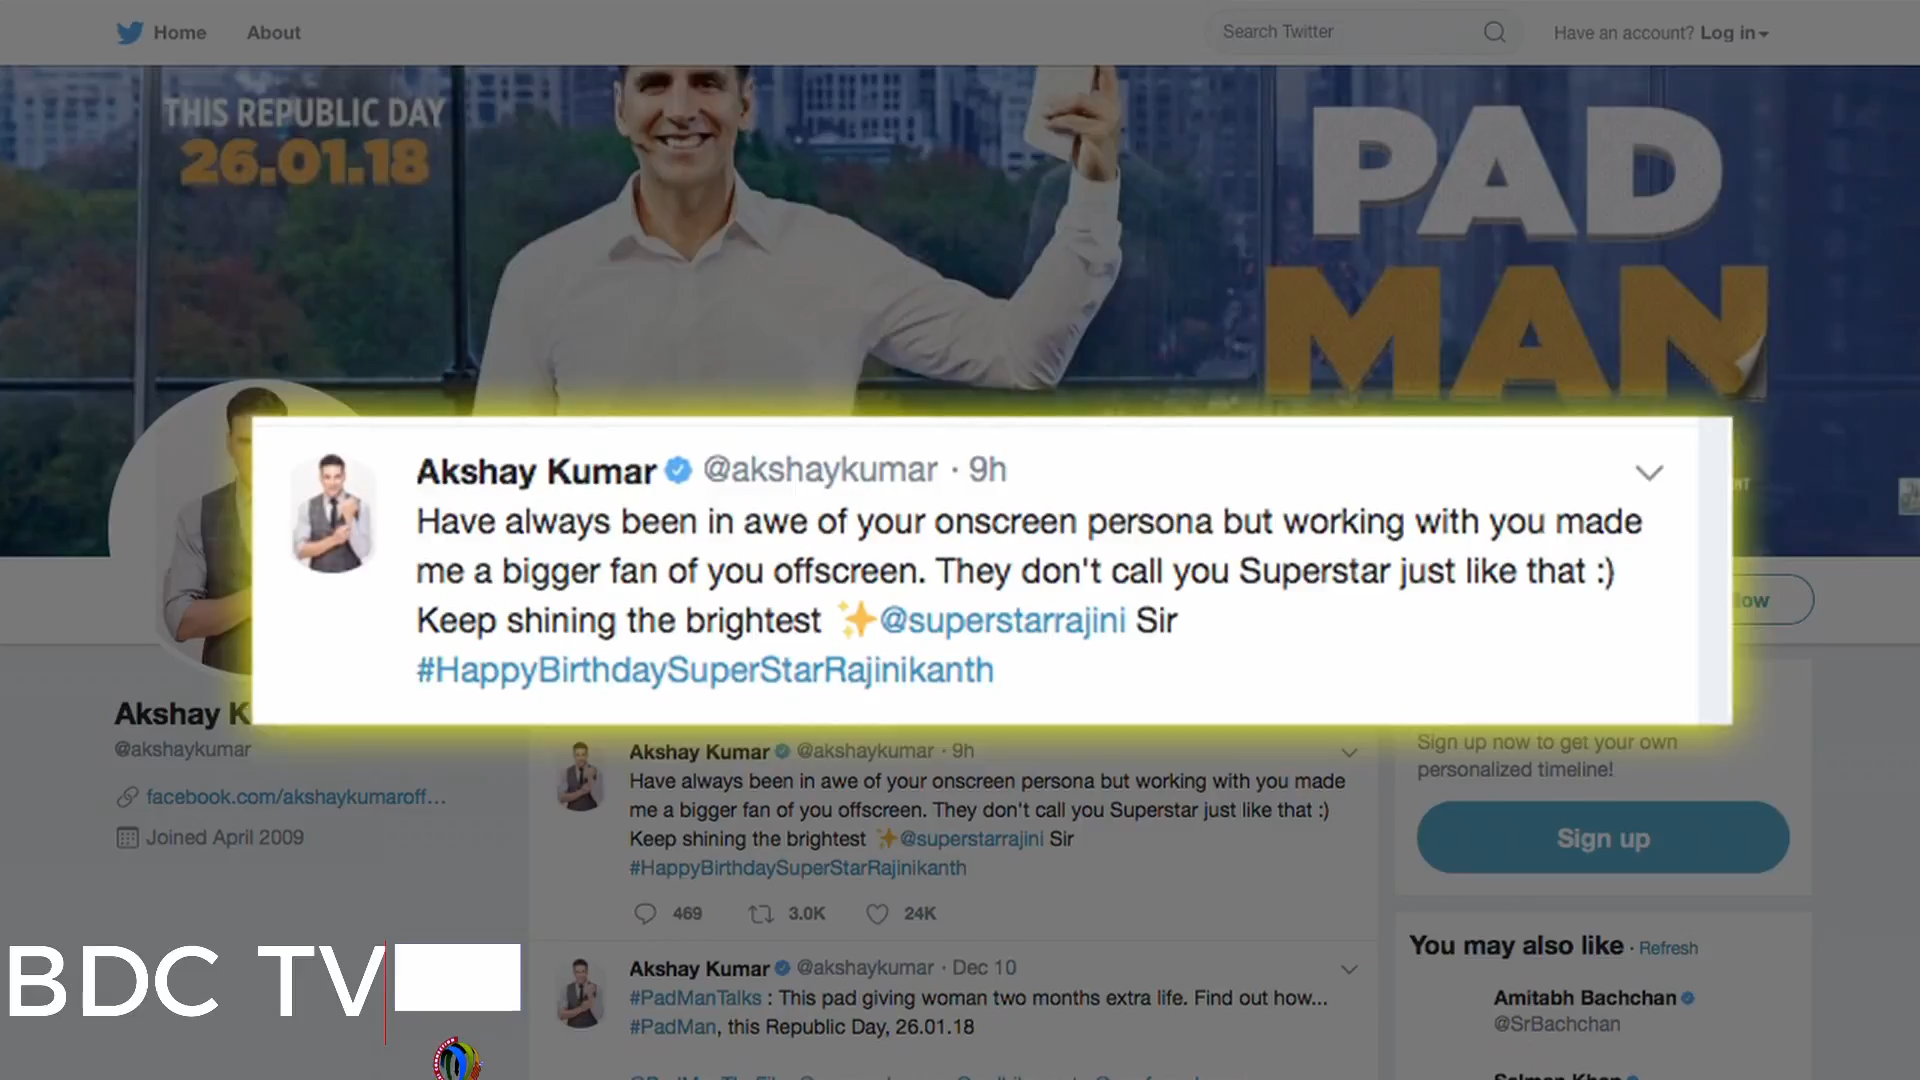 Home About
Search Twitter
Have an account? Log in
THIS REPUBLIC DAY
26.01.18
PAD
MAN
Akshay Kumar @akshaykumar · 9h
Have always been in awe of your onscreen persona but working with you made
me a bigger fan of you offscreen. They don't call you Superstar just like that :)
Keep shining the brightest ✨@superstarrajini Sir
#HappyBirthdaySuperStarRajinikanth
Akshay K
@akshaykumar
facebook.com/akshaykumaroff...
Joined April 2009
Akshay Kumar @akshaykumar · 9h
Have always been in awe of your onscreen persona but working with you made
me a bigger fan of you offscreen. They don't call you Superstar just like that :)
Keep shining the brightest ✨@superstarrajini Sir
#HappyBirthdaySuperStarRajinikanth
469 3.0K 24K
Akshay Kumar @akshaykumar · Dec 10
#PadManTalks : This pad giving woman two months extra life. Find out how...
#PadMan, this Republic Day, 26.01.18
Sign up now to get your own
personalized timeline!
Sign up
You may also like · Refresh
Amitabh Bachchan
@SrBachchan
Salman Khan
BDC TV